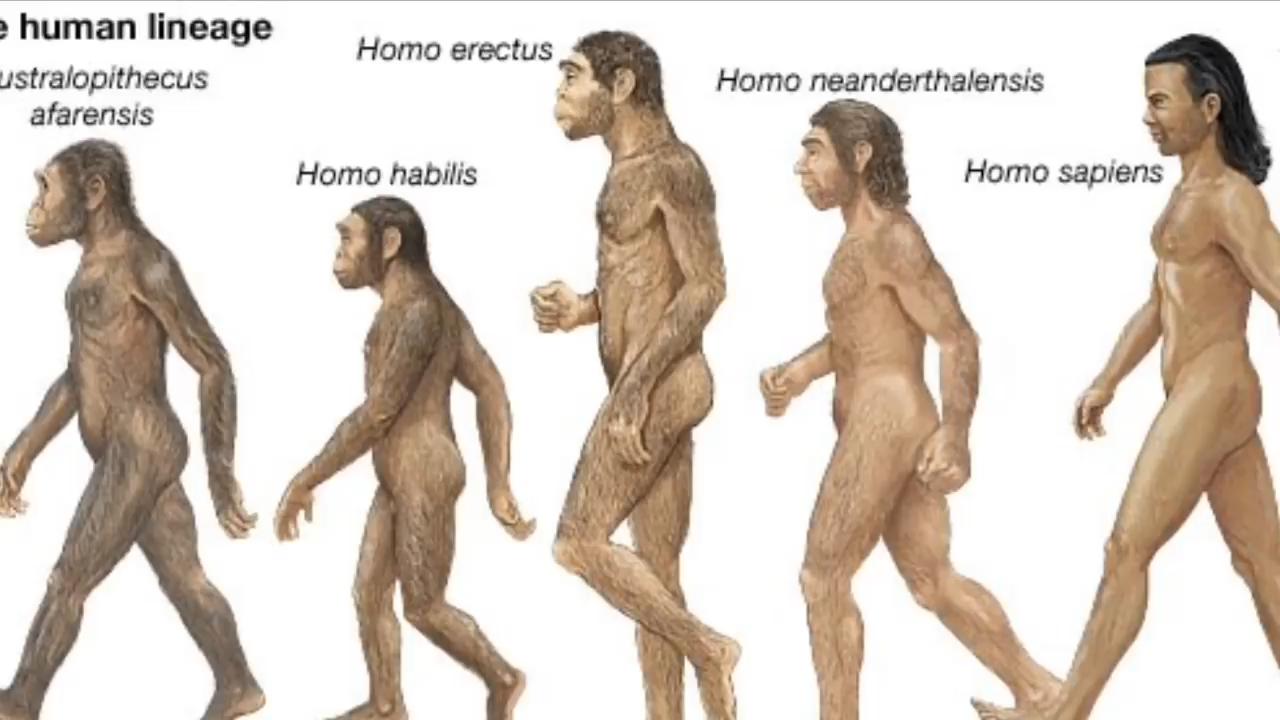 e human lineage
ustralopithecus
afarensis
Homo habilis
Homo erectus
Homo neanderthalensis
Homo sapiens